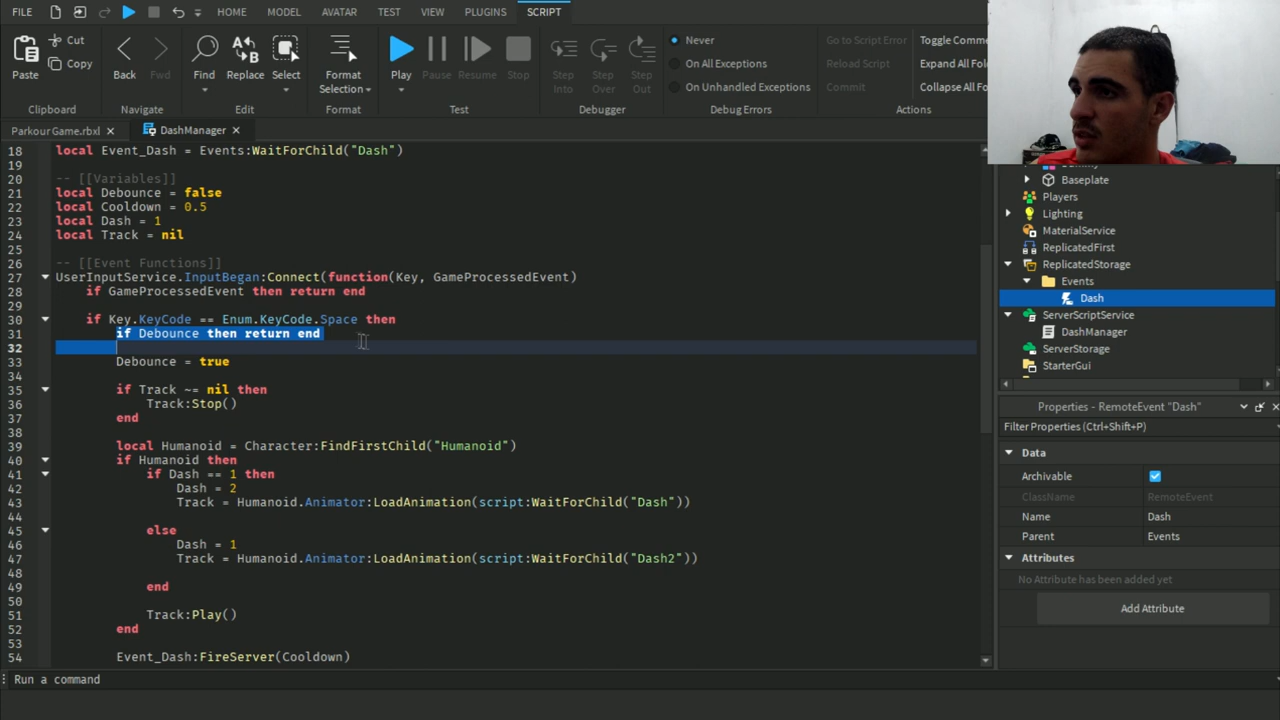 FILE HOME MODEL AVATAR TEST VIEW PLUGINS SCRIPT
Paste Cut Copy
Clipboard
Back Fwd
Navigate
Find Replace Select
Edit
Format Selection
Format
Play Pause Resume Stop
Test
Step Into Step Over Step Out
Debugger
Never
On All Exceptions
On Unhandled Exceptions
Debug Errors
Go to Script Error
Reload Script
Commit
Toggle Comme
Expand All Fol
Collapse All Fo
Actions
Parkour Game.rbxl DashManager
18 local Event_Dash = Events:WaitForChild("Dash")
19
20 -- [[Variables]]
21 local Debounce = false
22 local Cooldown = 0.5
23 local Dash = 1
24 local Track = nil
25
26 -- [[Event Functions]]
27 UserInputService.InputBegan:Connect(function(Key, GameProcessedEvent)
28 if GameProcessedEvent then return end
29
30 if Key.KeyCode == Enum.KeyCode.Space then
31 if Debounce then return end
32
33 Debounce = true
34
35 if Track ~= nil then
36 Track:Stop()
37 end
38
39 local Humanoid = Character:FindFirstChild("Humanoid")
40 if Humanoid then
41 if Dash == 1 then
42 Dash = 2
43 Track = Humanoid.Animator:LoadAnimation(script:WaitForChild("Dash"))
44
45 else
46 Dash = 1
47 Track = Humanoid.Animator:LoadAnimation(script:WaitForChild("Dash2"))
48
49 end
50
51 Track:Play()
52 end
53
54 Event_Dash:FireServer(Cooldown)
Baseplate
Players
Lighting
MaterialService
ReplicatedFirst
ReplicatedStorage
Events
Dash
ServerScriptService
DashManager
ServerStorage
StarterGui
Properties - RemoteEvent "Dash"
Filter Properties (Ctrl+Shift+P)
Data
Archivable
ClassName RemoteEvent
Name Dash
Parent Events
Attributes
No Attribute has been added yet
Add Attribute
Run a command